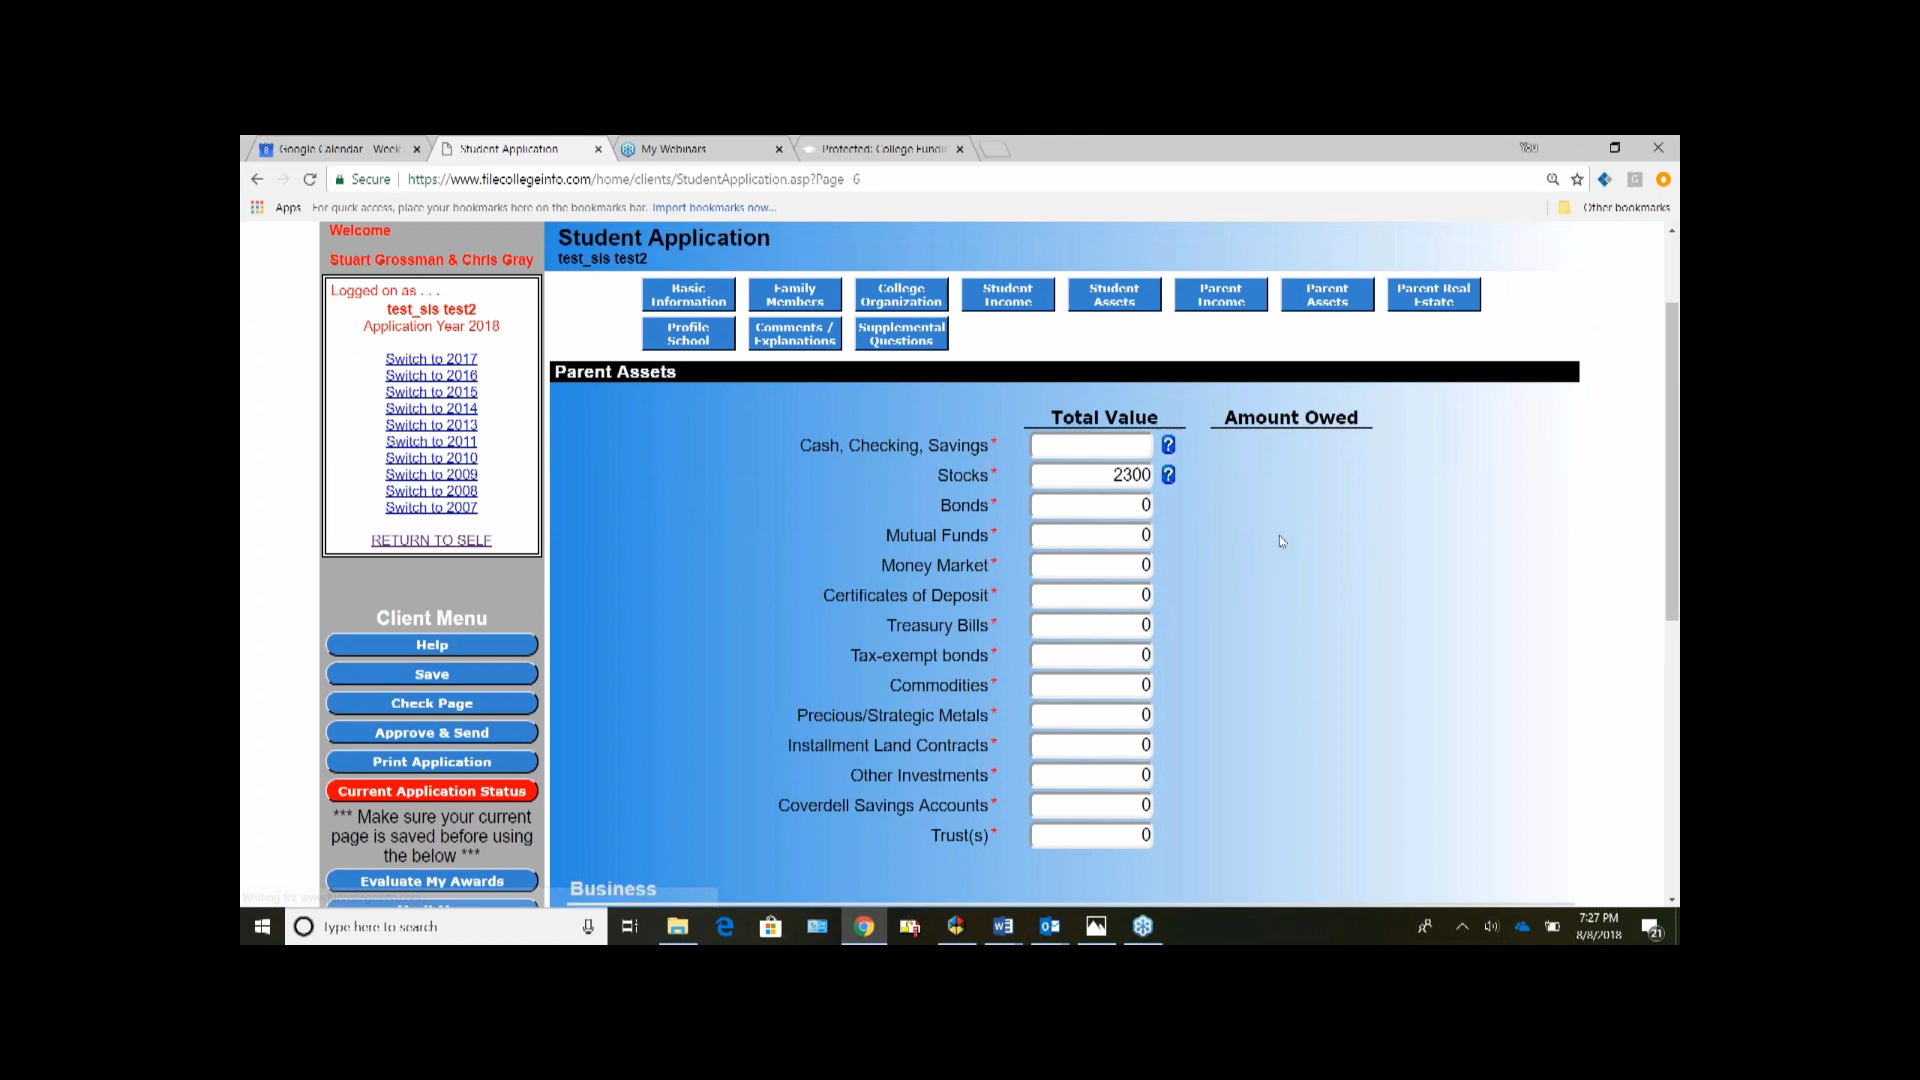 Google Calendar Week
Student Application
My Webinars
Protected: College Fundi
You
Secure
https://www.filecollegeinfo.com/home/clients/StudentApplication.asp?Page 6
Apps
For quick access, place your bookmarks here on the bookmarks bar. Import bookmarks now...
Other bookmarks
Welcome
Stuart Grossman & Chris Gray
Logged on as . . .
test_sls test2
Application Year 2018
Switch to 2017
Switch to 2016
Switch to 2015
Switch to 2014
Switch to 2013
Switch to 2011
Switch to 2010
Switch to 2009
Switch to 2008
Switch to 2007
RETURN TO SELF
Client Menu
Help
Save
Check Page
Approve & Send
Print Application
Current Application Status
*** Make sure your current
page is saved before using
the below ***
Evaluate My Awards
Student Application
test_sls test2
Basic Information
Family Members
College Organization
Student Income
Student Assets
Parent Income
Parent Assets
Parent Real Estate
Profile School
Comments / Explanations
Supplemental Questions
Parent Assets
Total Value Amount Owed
Cash, Checking, Savings* ?
Stocks* 2300 ?
Bonds* 0
Mutual Funds* 0
Money Market* 0
Certificates of Deposit* 0
Treasury Bills* 0
Tax-exempt bonds* 0
Commodities* 0
Precious/Strategic Metals* 0
Installment Land Contracts* 0
Other Investments* 0
Coverdell Savings Accounts* 0
Trust(s)* 0
Business
Type here to search
7:27 PM
8/8/2018
21